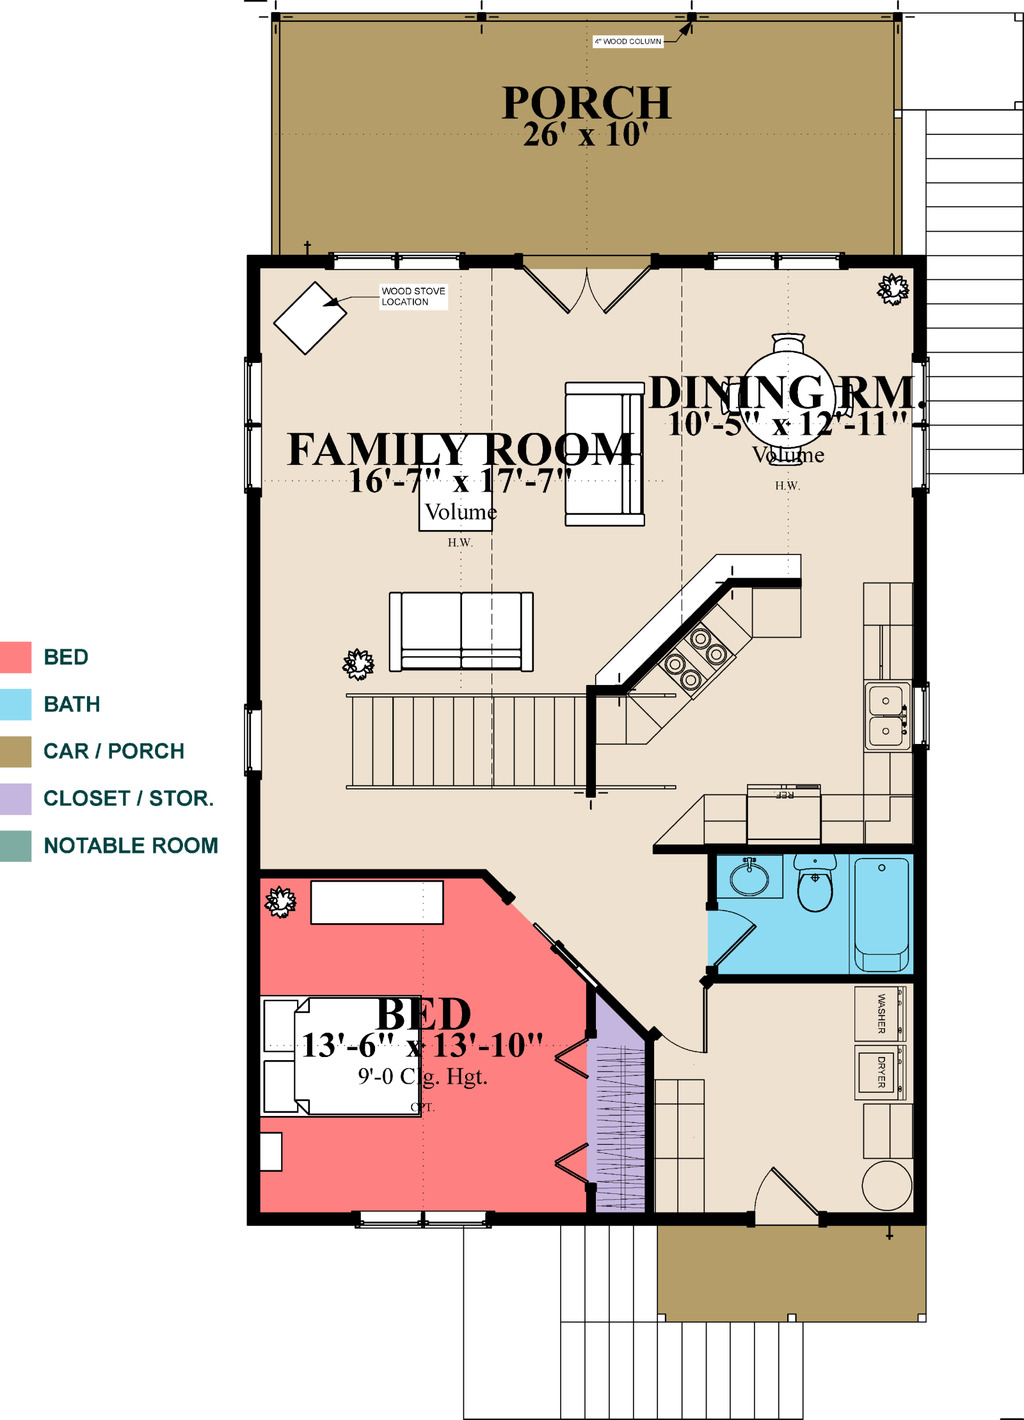 4" WOOD COLUMN
PORCH
26' x 10'
WOOD STOVE
LOCATION
DINING RM.
10'-5" x 12'-11"
Volume
H.W.
FAMILY ROOM
16'-7" x 17'-7"
Volume
H.W.
BED
BATH
CAR / PORCH
CLOSET / STOR.
NOTABLE ROOM
REF.
BED
13'-6" x 13'-10"
9'-0 Clg. Hgt.
CPT.
WASHER
DRYER